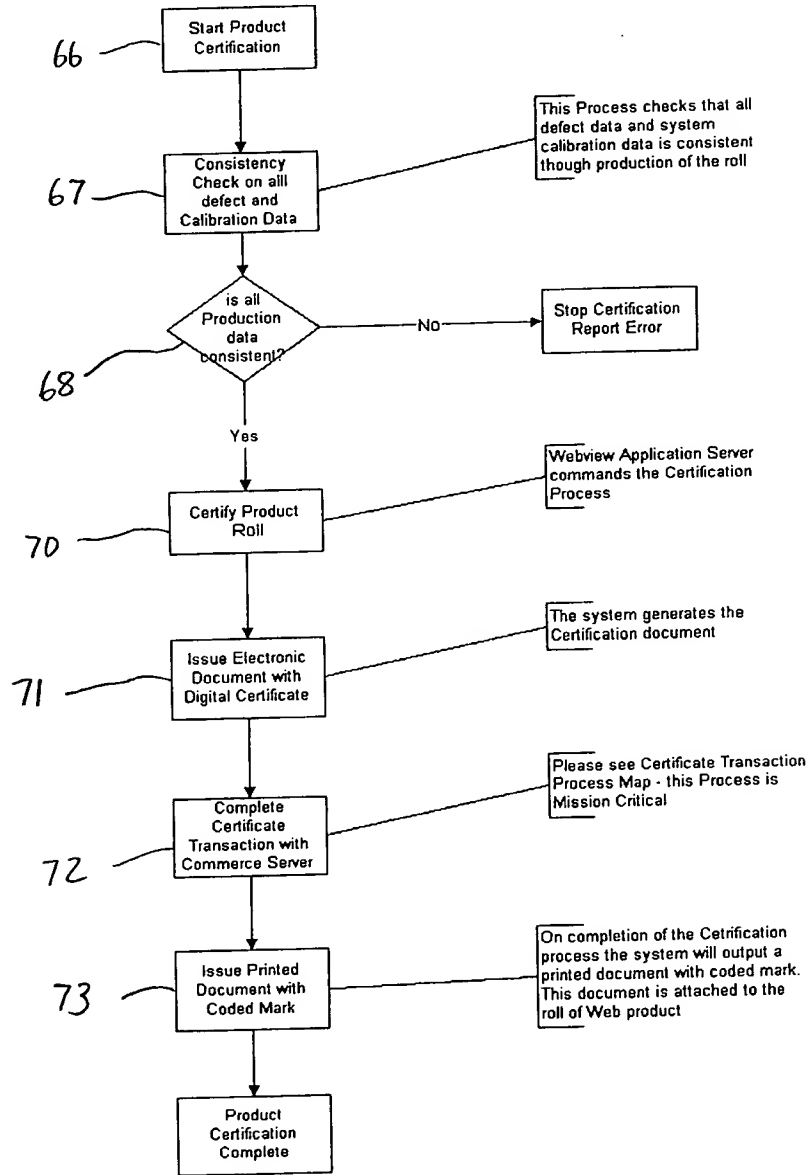 Start Product
Certification
66
This Process checks that all
defect data and system
calibration data is consistent
though production of the roll
Consistency
Check on alll
defect and
Calibration Data
67
is all
Production
data
consistent?
68
No
Stop Certification
Report Error
Yes
Webview Application Server
commands the Certification
Process
Certify Product
Roll
70
The system generates the
Certification document
Issue Electronic
Document with
Digital Certificate
71
Please see Certificate Transaction
Process Map - this Process is
Mission Critical
Complete
Certificate
Transaction with
Commerce Server
72
On completion of the Cetrification
process the system will output a
printed document with coded mark.
This document is attached to the
roll of Web product
Issue Printed
Document with
Coded Mark
73
Product
Certification
Complete